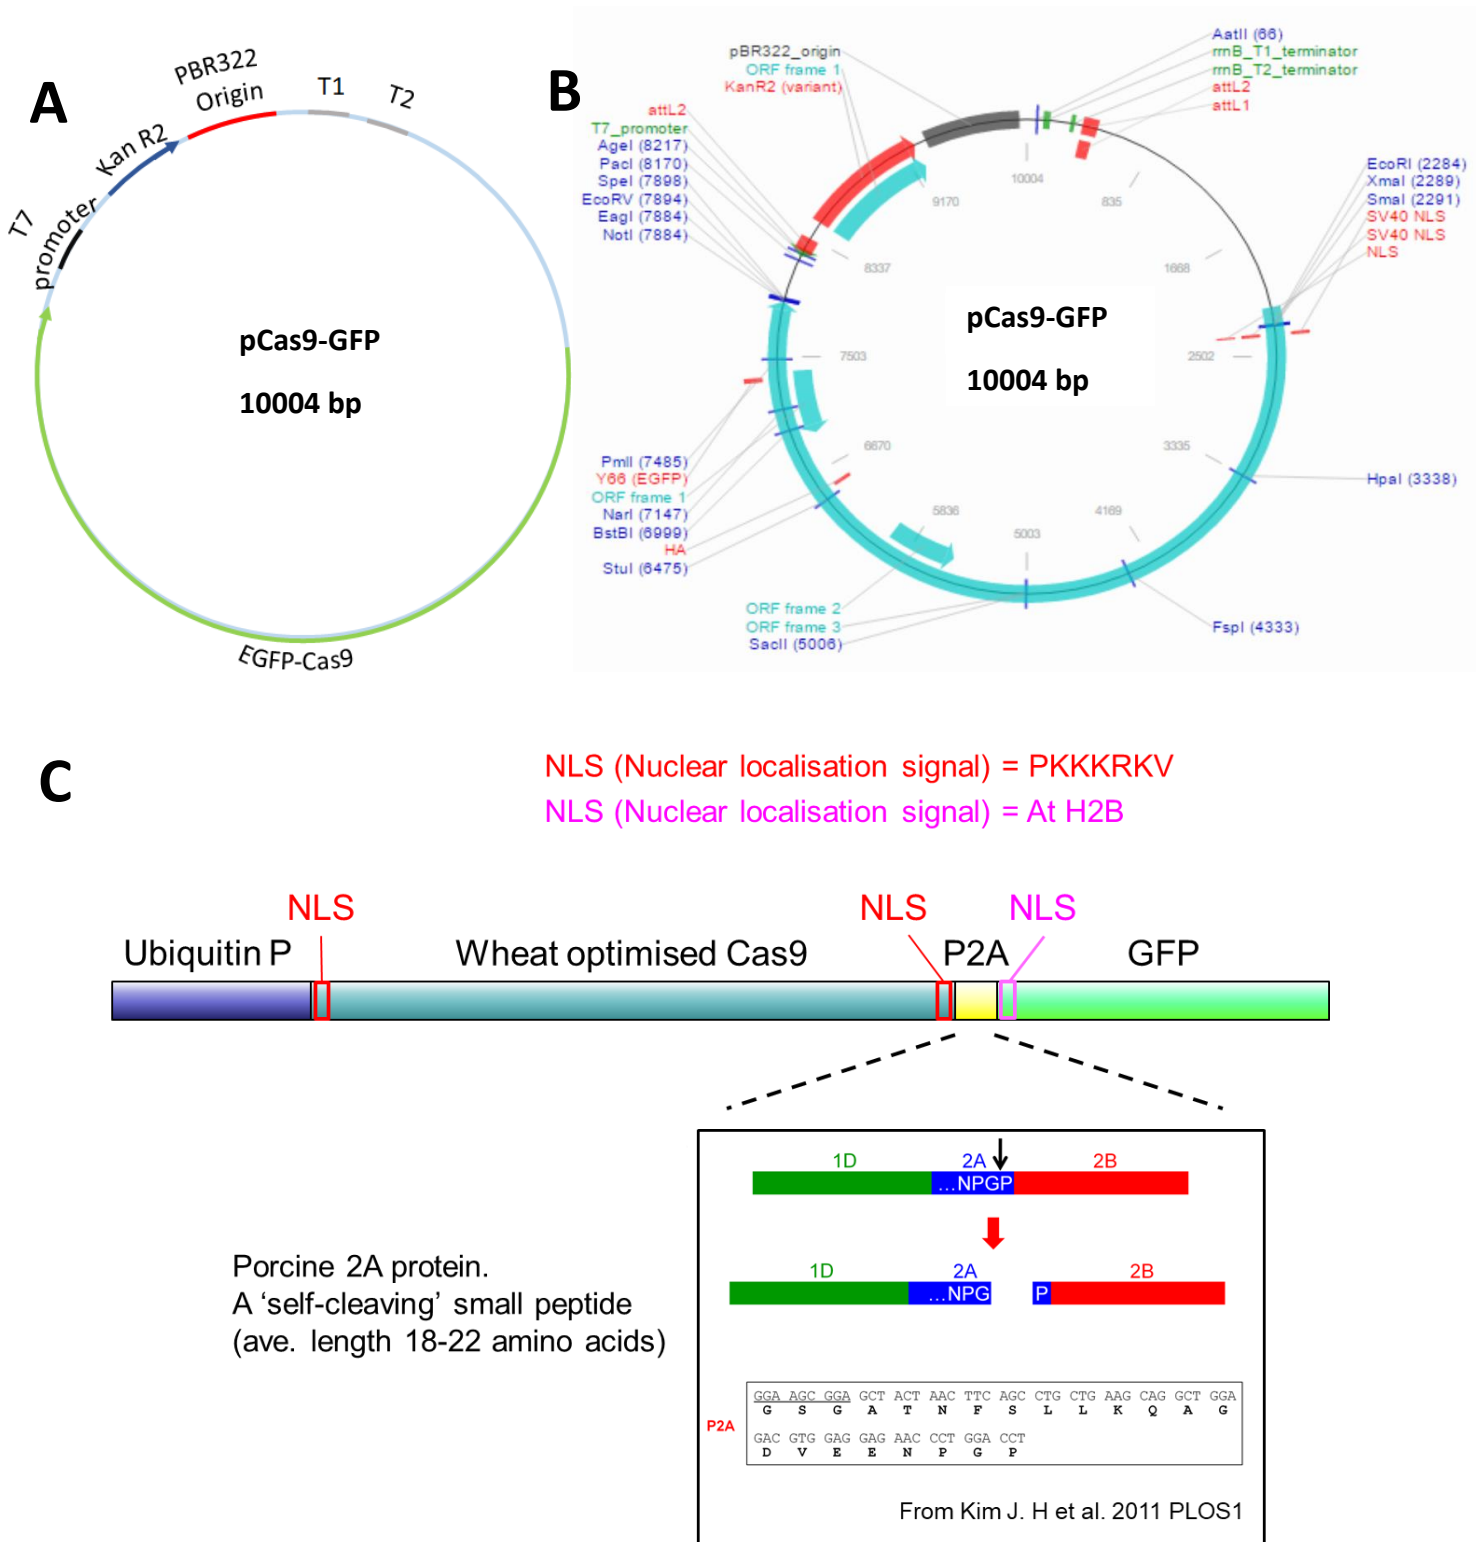 A
PBR322
Origin
T1
T2
Kan R2
T7
promoter
pCas9-GFP
10004 bp
EGFP-Cas9
B
pBR322_origin
ORF frame 1
KanR2 (variant)
attL2
T7_promoter
AgeI (8217)
PacI (8170)
SpeI (7898)
EcoRV (7894)
EagI (7884)
NotI (7884)
AatII (66)
rrnB_T1_terminator
rrnB_T2_terminator
attL2
attL1
EcoRI (2284)
XmaI (2289)
SmaI (2291)
SV40 NLS
SV40 NLS
NLS
10004
835
1668
2502
3335
4169
5003
5836
6670
7503
8337
9170
pCas9-GFP
10004 bp
PmlI (7485)
Y66 (EGFP)
ORF frame 1
NarI (7147)
BstBI (6999)
HA
StuI (6475)
HpaI (3338)
FspI (4333)
ORF frame 2
ORF frame 3
SacII (5006)
C
NLS (Nuclear localisation signal) = PKKKRKV
NLS (Nuclear localisation signal) = At H2B
NLS
NLS
NLS
Ubiquitin P
Wheat optimised Cas9
P2A
GFP
1D
2A
2B
...NPGP
1D
2A
2B
...NPG
P
Porcine 2A protein.
A ‘self-cleaving’ small peptide
(ave. length 18-22 amino acids)
P2A
GGA AGC GGA GCT ACT AAC TTC AGC CTG CTG AAG CAG GCT GGA
G S G A T N F S L L K Q A G
GAC GTG GAG GAG AAC CCT GGA CCT
D V E E N P G P
From Kim J. H et al. 2011 PLOS1